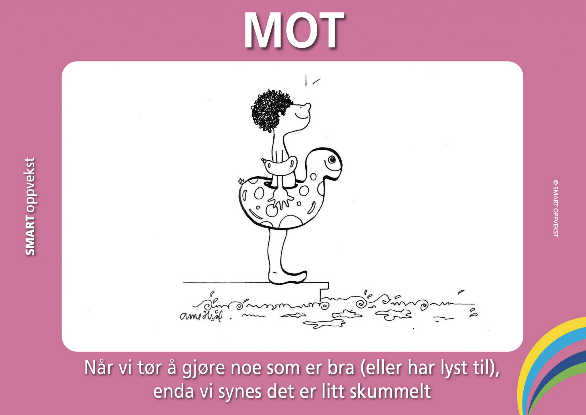 MOT
SMART oppvekst
© SMART OPPVEKST
Når vi tør å gjøre noe som er bra (eller har lyst til),
enda vi synes det er litt skummelt